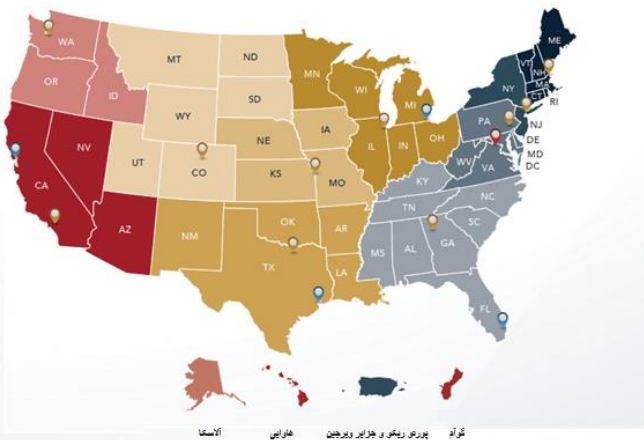 WA
MT
ND
MN
ME
VT
NH
MA
CT
RI
OR
ID
SD
WI
MI
NY
WY
IA
PA
NJ
NV
UT
CO
NE
IL
IN
OH
DE
MD
DC
CA
KS
MO
WV
VA
KY
NC
AZ
NM
OK
AR
TN
SC
TX
LA
MS
AL
GA
FL
آلاسکا
هاوایی
پورتو ریکو و جزایر ویرجین
گوآم